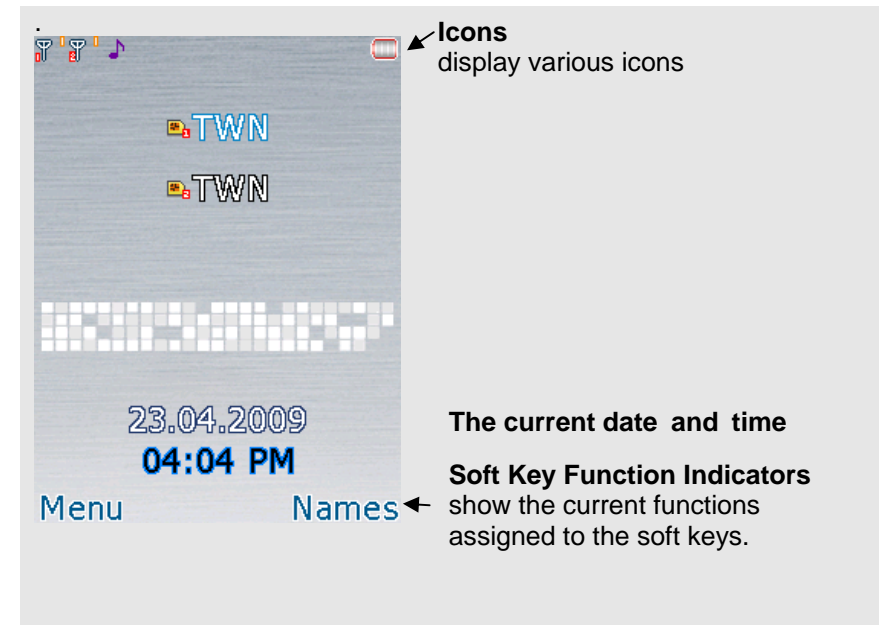 .
Icons
display various icons
TWN
TWN
23.04.2009
The current date and time
04:04 PM
Soft Key Function Indicators
Menu
Names
show the current functions
assigned to the soft keys.